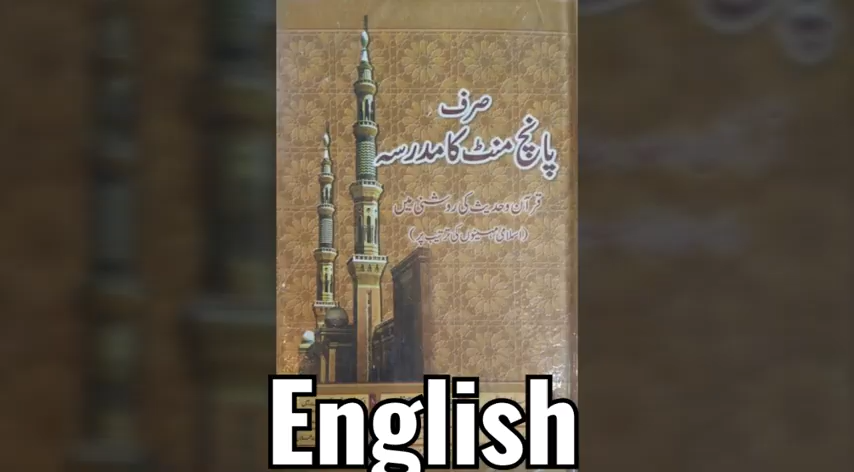 صرف
پانچ منٹ کا مدرسہ
قرآن و حدیث کی روشنی میں
(اسلامی مہینوں کی ترتیب پر)
English